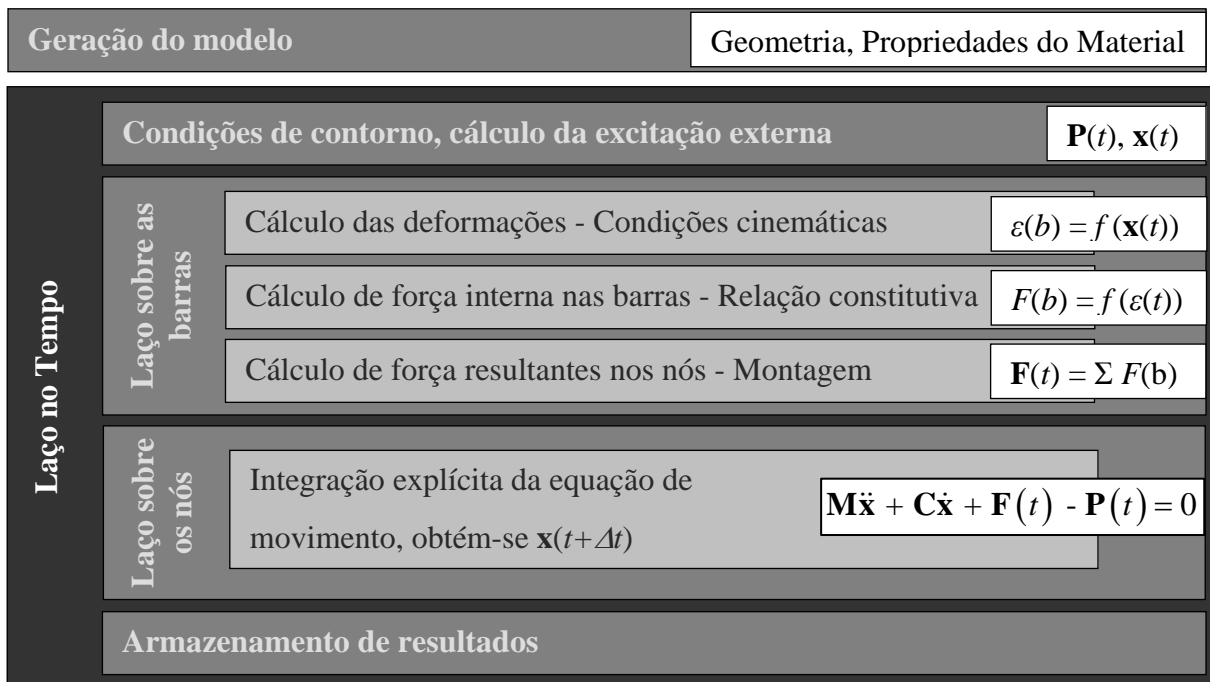 Geração do modelo
Geometria, Propriedades do Material
Laço no Tempo
Condições de contorno, cálculo da excitação externa
P(t), x(t)
Laço sobre as
barras
Cálculo das deformações - Condições cinemáticas
ε(b) = f (x(t))
Cálculo de força interna nas barras - Relação constitutiva
F(b) = f (ε(t))
Cálculo de força resultantes nos nós - Montagem
F(t) = Σ F(b)
Laço sobre
os nós
Integração explícita da equação de
movimento, obtém-se x(t+Δt)
Mẍ + Cẋ + F(t) - P(t) = 0
Armazenamento de resultados